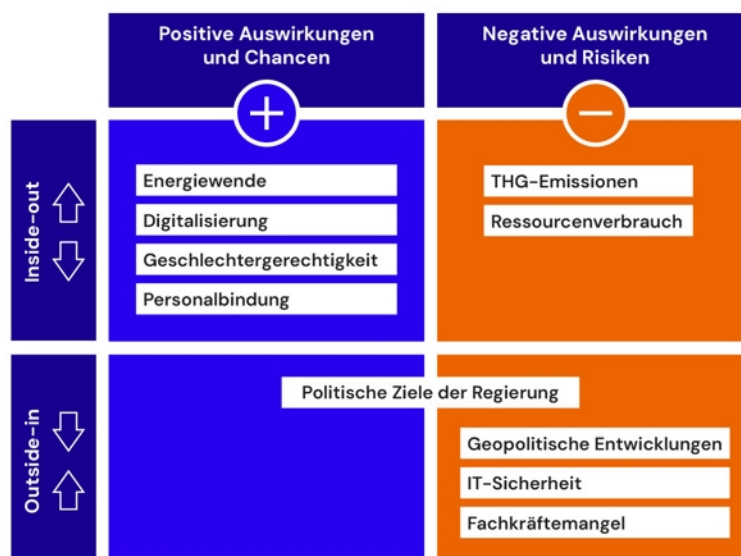 Positive Auswirkungen
und Chancen
Negative Auswirkungen
und Risiken
Inside-out
Energiewende
Digitalisierung
Geschlechtergerechtigkeit
Personalbindung
THG-Emissionen
Ressourcenverbrauch
Outside-in
Politische Ziele der Regierung
Geopolitische Entwicklungen
IT-Sicherheit
Fachkräftemangel